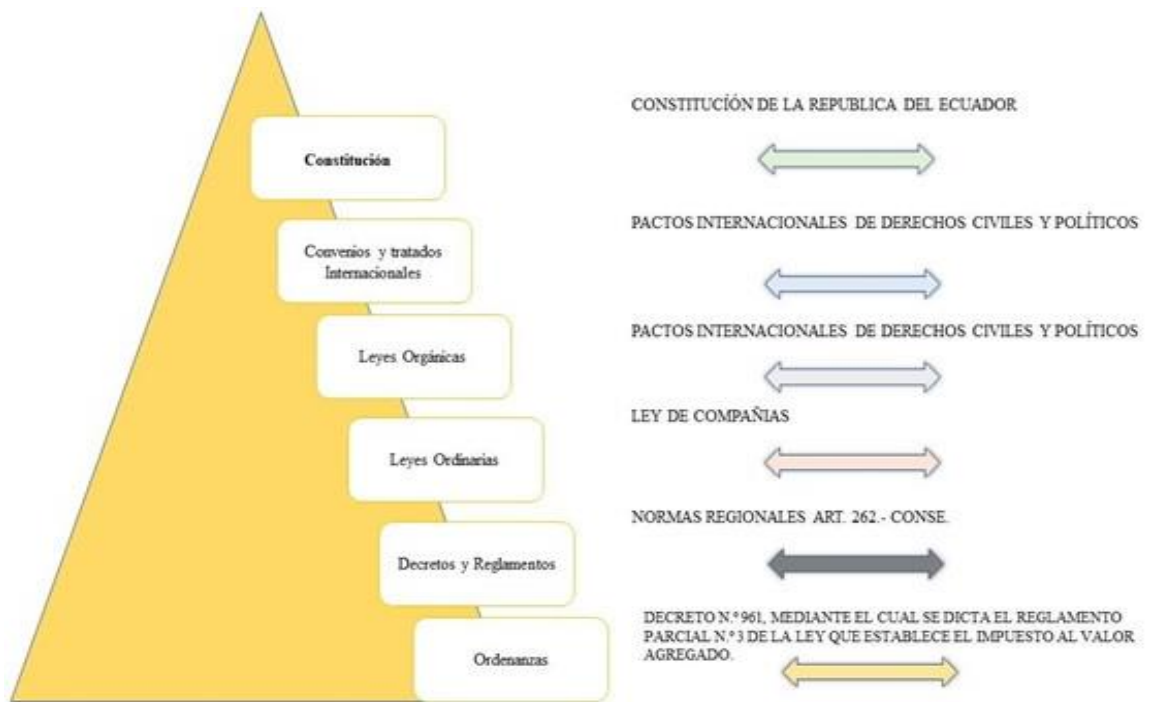 Constitución
Convenios y tratados
Internacionales
Leyes Orgánicas
Leyes Ordinarias
Decretos y Reglamentos
Ordenanzas
CONSTITUCÍÓN DE LA REPUBLICA DEL ECUADOR
PACTOS INTERNACIONALES DE DERECHOS CIVILES Y POLÍTICOS
PACTOS INTERNACIONALES DE DERECHOS CIVILES Y POLÍTICOS
LEY DE COMPAÑIAS
NORMAS REGIONALES ART. 262.- CONSE.
DECRETO N.º 961, MEDIANTE EL CUAL SE DICTA EL REGLAMENTO
PARCIAL N.º 3 DE LA LEY QUE ESTABLECE EL IMPUESTO AL VALOR
AGREGADO.